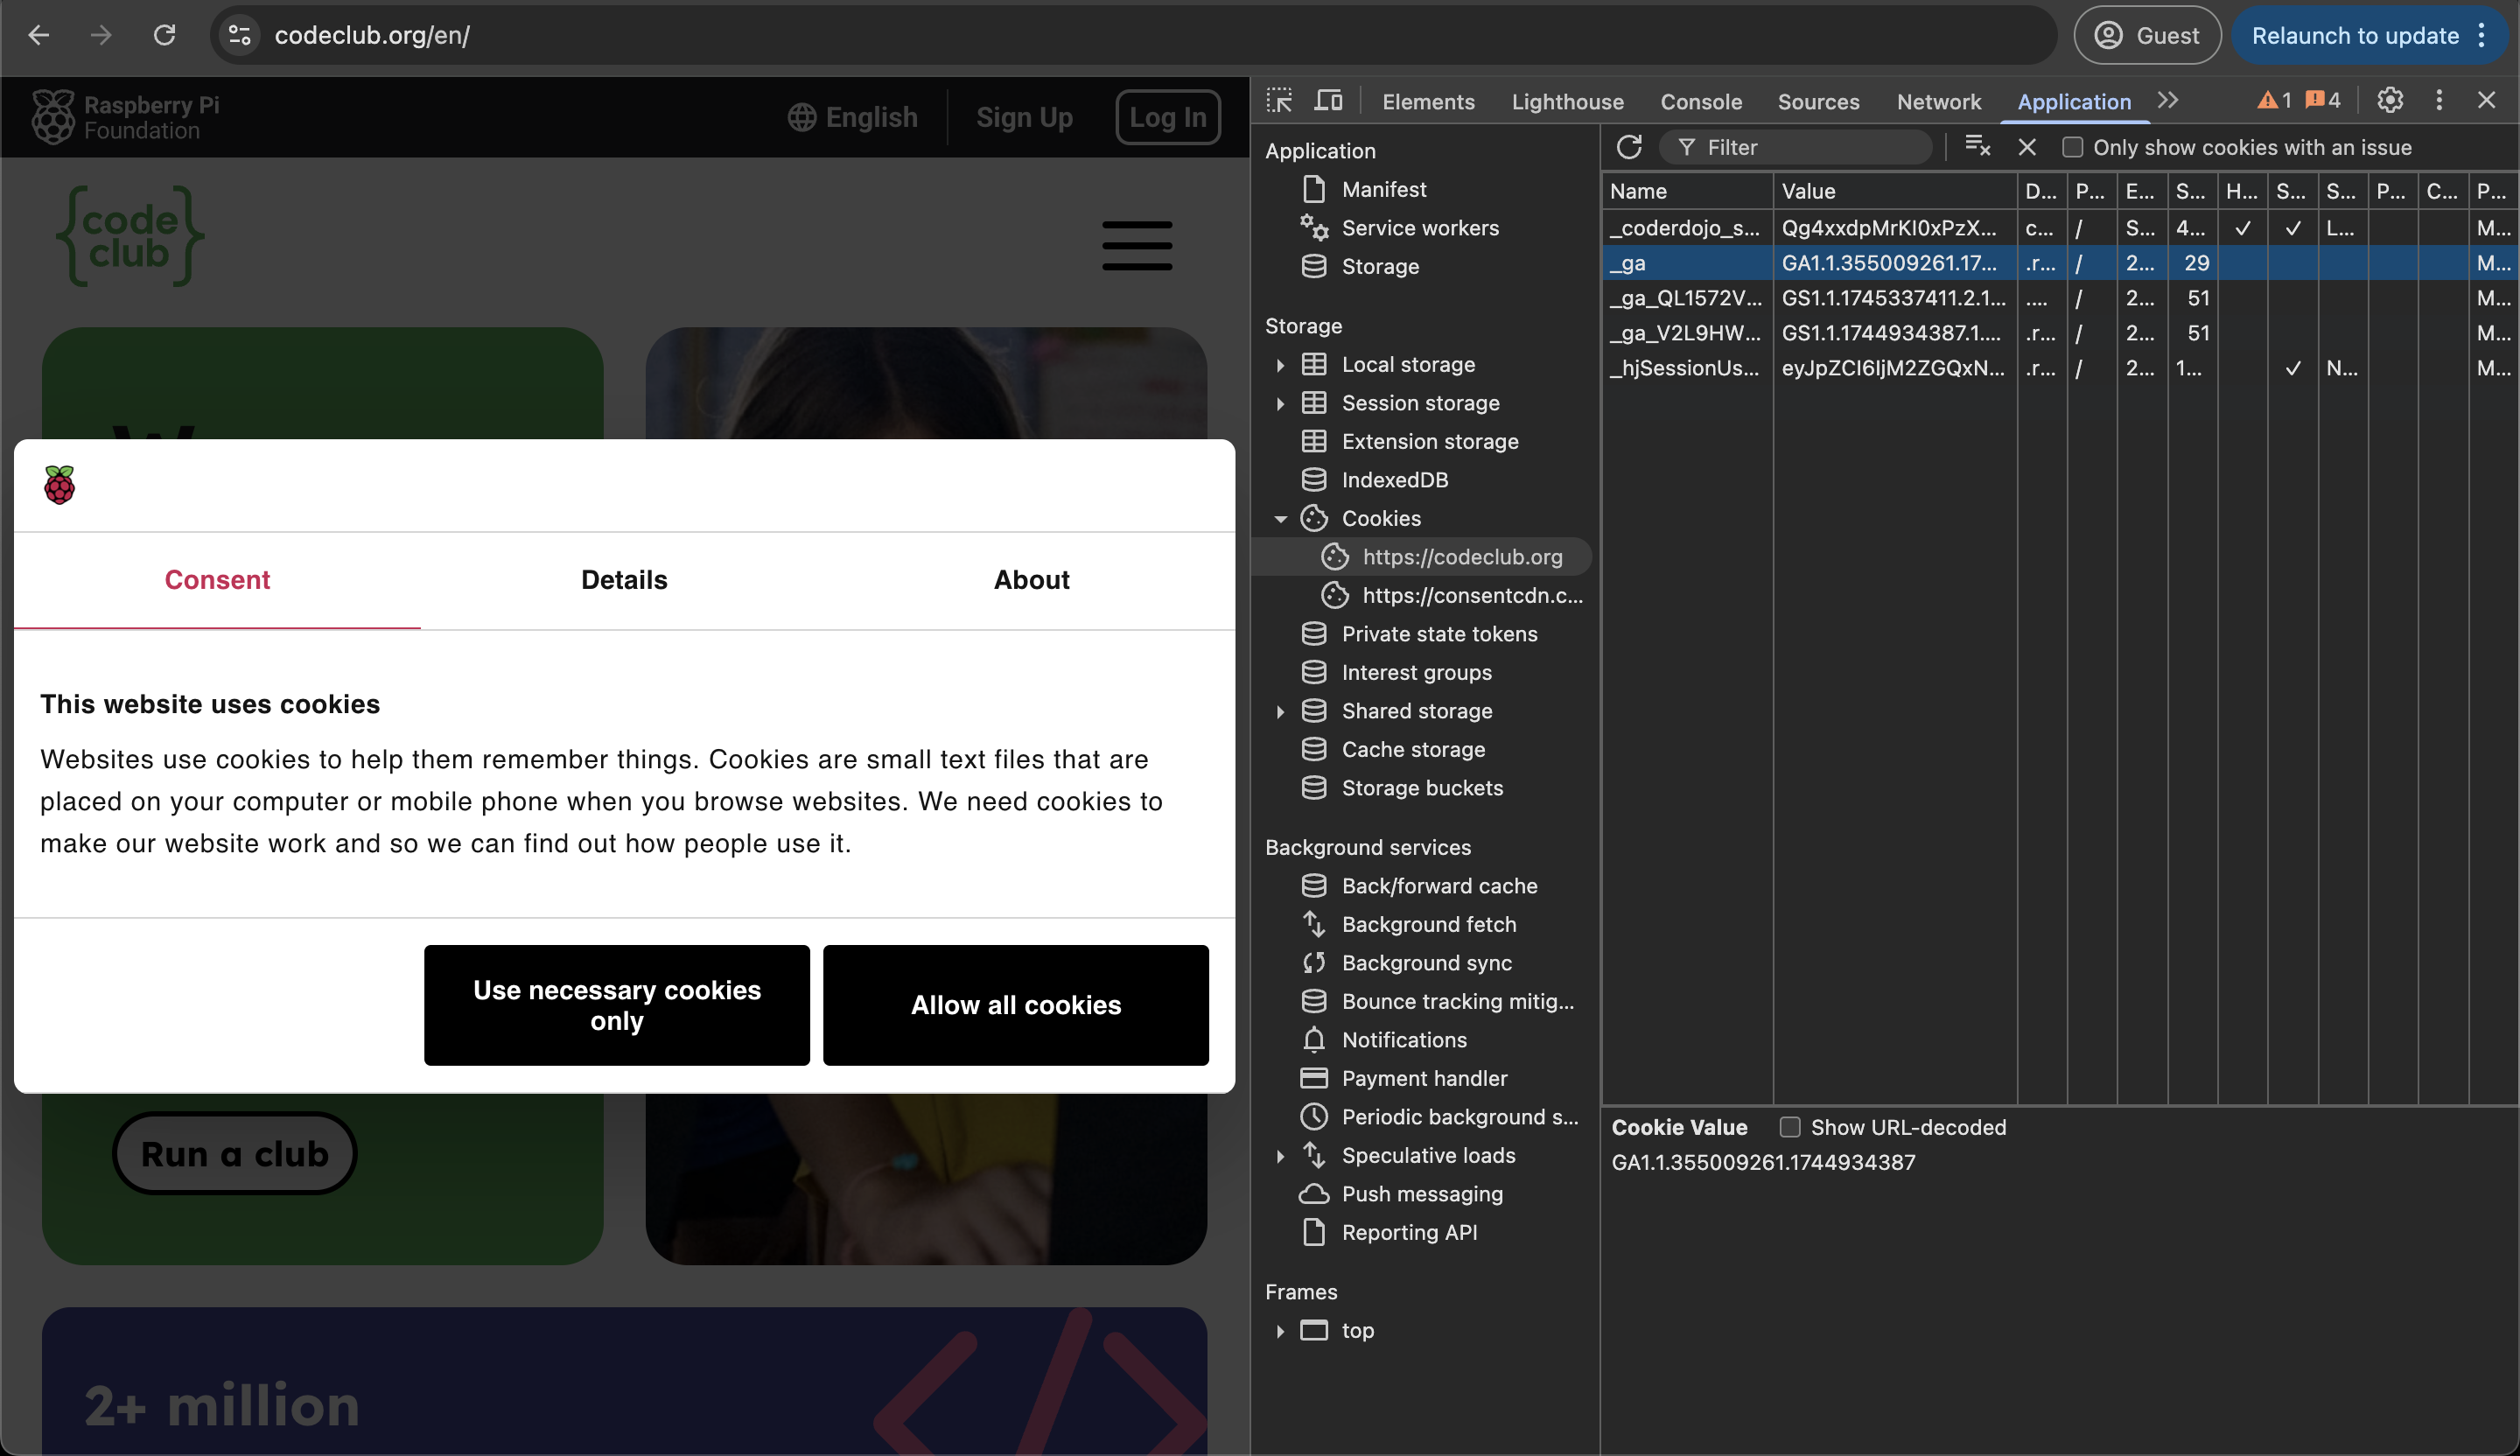 codeclub.org/en/
Guest
Relaunch to update
Raspberry Pi
Foundation
English
Sign Up
Log In
code
club
Consent
Details
About
This website uses cookies
Websites use cookies to help them remember things. Cookies are small text files that are
placed on your computer or mobile phone when you browse websites. We need cookies to
make our website work and so we can find out how people use it.
Use necessary cookies
only
Allow all cookies
Run a club
2+ million
Elements
Lighthouse
Console
Sources
Network
Application
1
4
Application
Manifest
Service workers
Storage
Storage
Local storage
Session storage
Extension storage
IndexedDB
Cookies
https://codeclub.org
https://consentcdn.c...
Private state tokens
Interest groups
Shared storage
Cache storage
Storage buckets
Background services
Back/forward cache
Background fetch
Background sync
Bounce tracking mitig...
Notifications
Payment handler
Periodic background s...
Speculative loads
Push messaging
Reporting API
Frames
top
Filter
Only show cookies with an issue
Name Value D... P... E... S... H... S... S... P... C... P...
_coderdojo_s... Qg4xxdpMrKI0xPzX... c... / S... 4... ✓ ✓ L... M...
_ga GA1.1.355009261.17... .r... / 2... 29 M...
_ga_QL1572V... GS1.1.1745337411.2.1... .... / 2... 51 M...
_ga_V2L9HW... GS1.1.1744934387.1.... .r... / 2... 51 M...
_hjSessionUs... eyJpZCI6IjM2ZGQxN... .r... / 2... 1... ✓ N... M...
Cookie Value
Show URL-decoded
GA1.1.355009261.1744934387